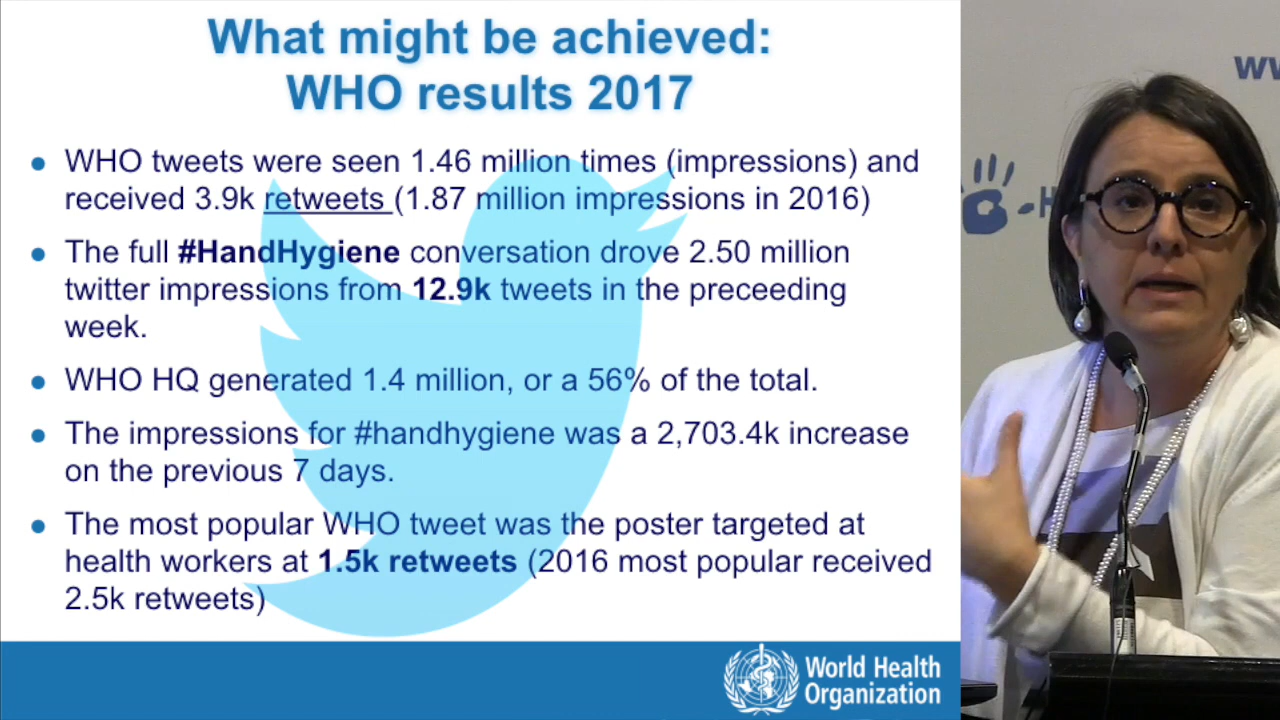 What might be achieved:
WHO results 2017
WHO tweets were seen 1.46 million times (impressions) and
received 3.9k retweets (1.87 million impressions in 2016)
The full #HandHygiene conversation drove 2.50 million
twitter impressions from 12.9k tweets in the preceeding
week.
WHO HQ generated 1.4 million, or a 56% of the total.
The impressions for #handhygiene was a 2,703.4k increase
on the previous 7 days.
The most popular WHO tweet was the poster targeted at
health workers at 1.5k retweets (2016 most popular received
2.5k retweets)
World Health
Organization